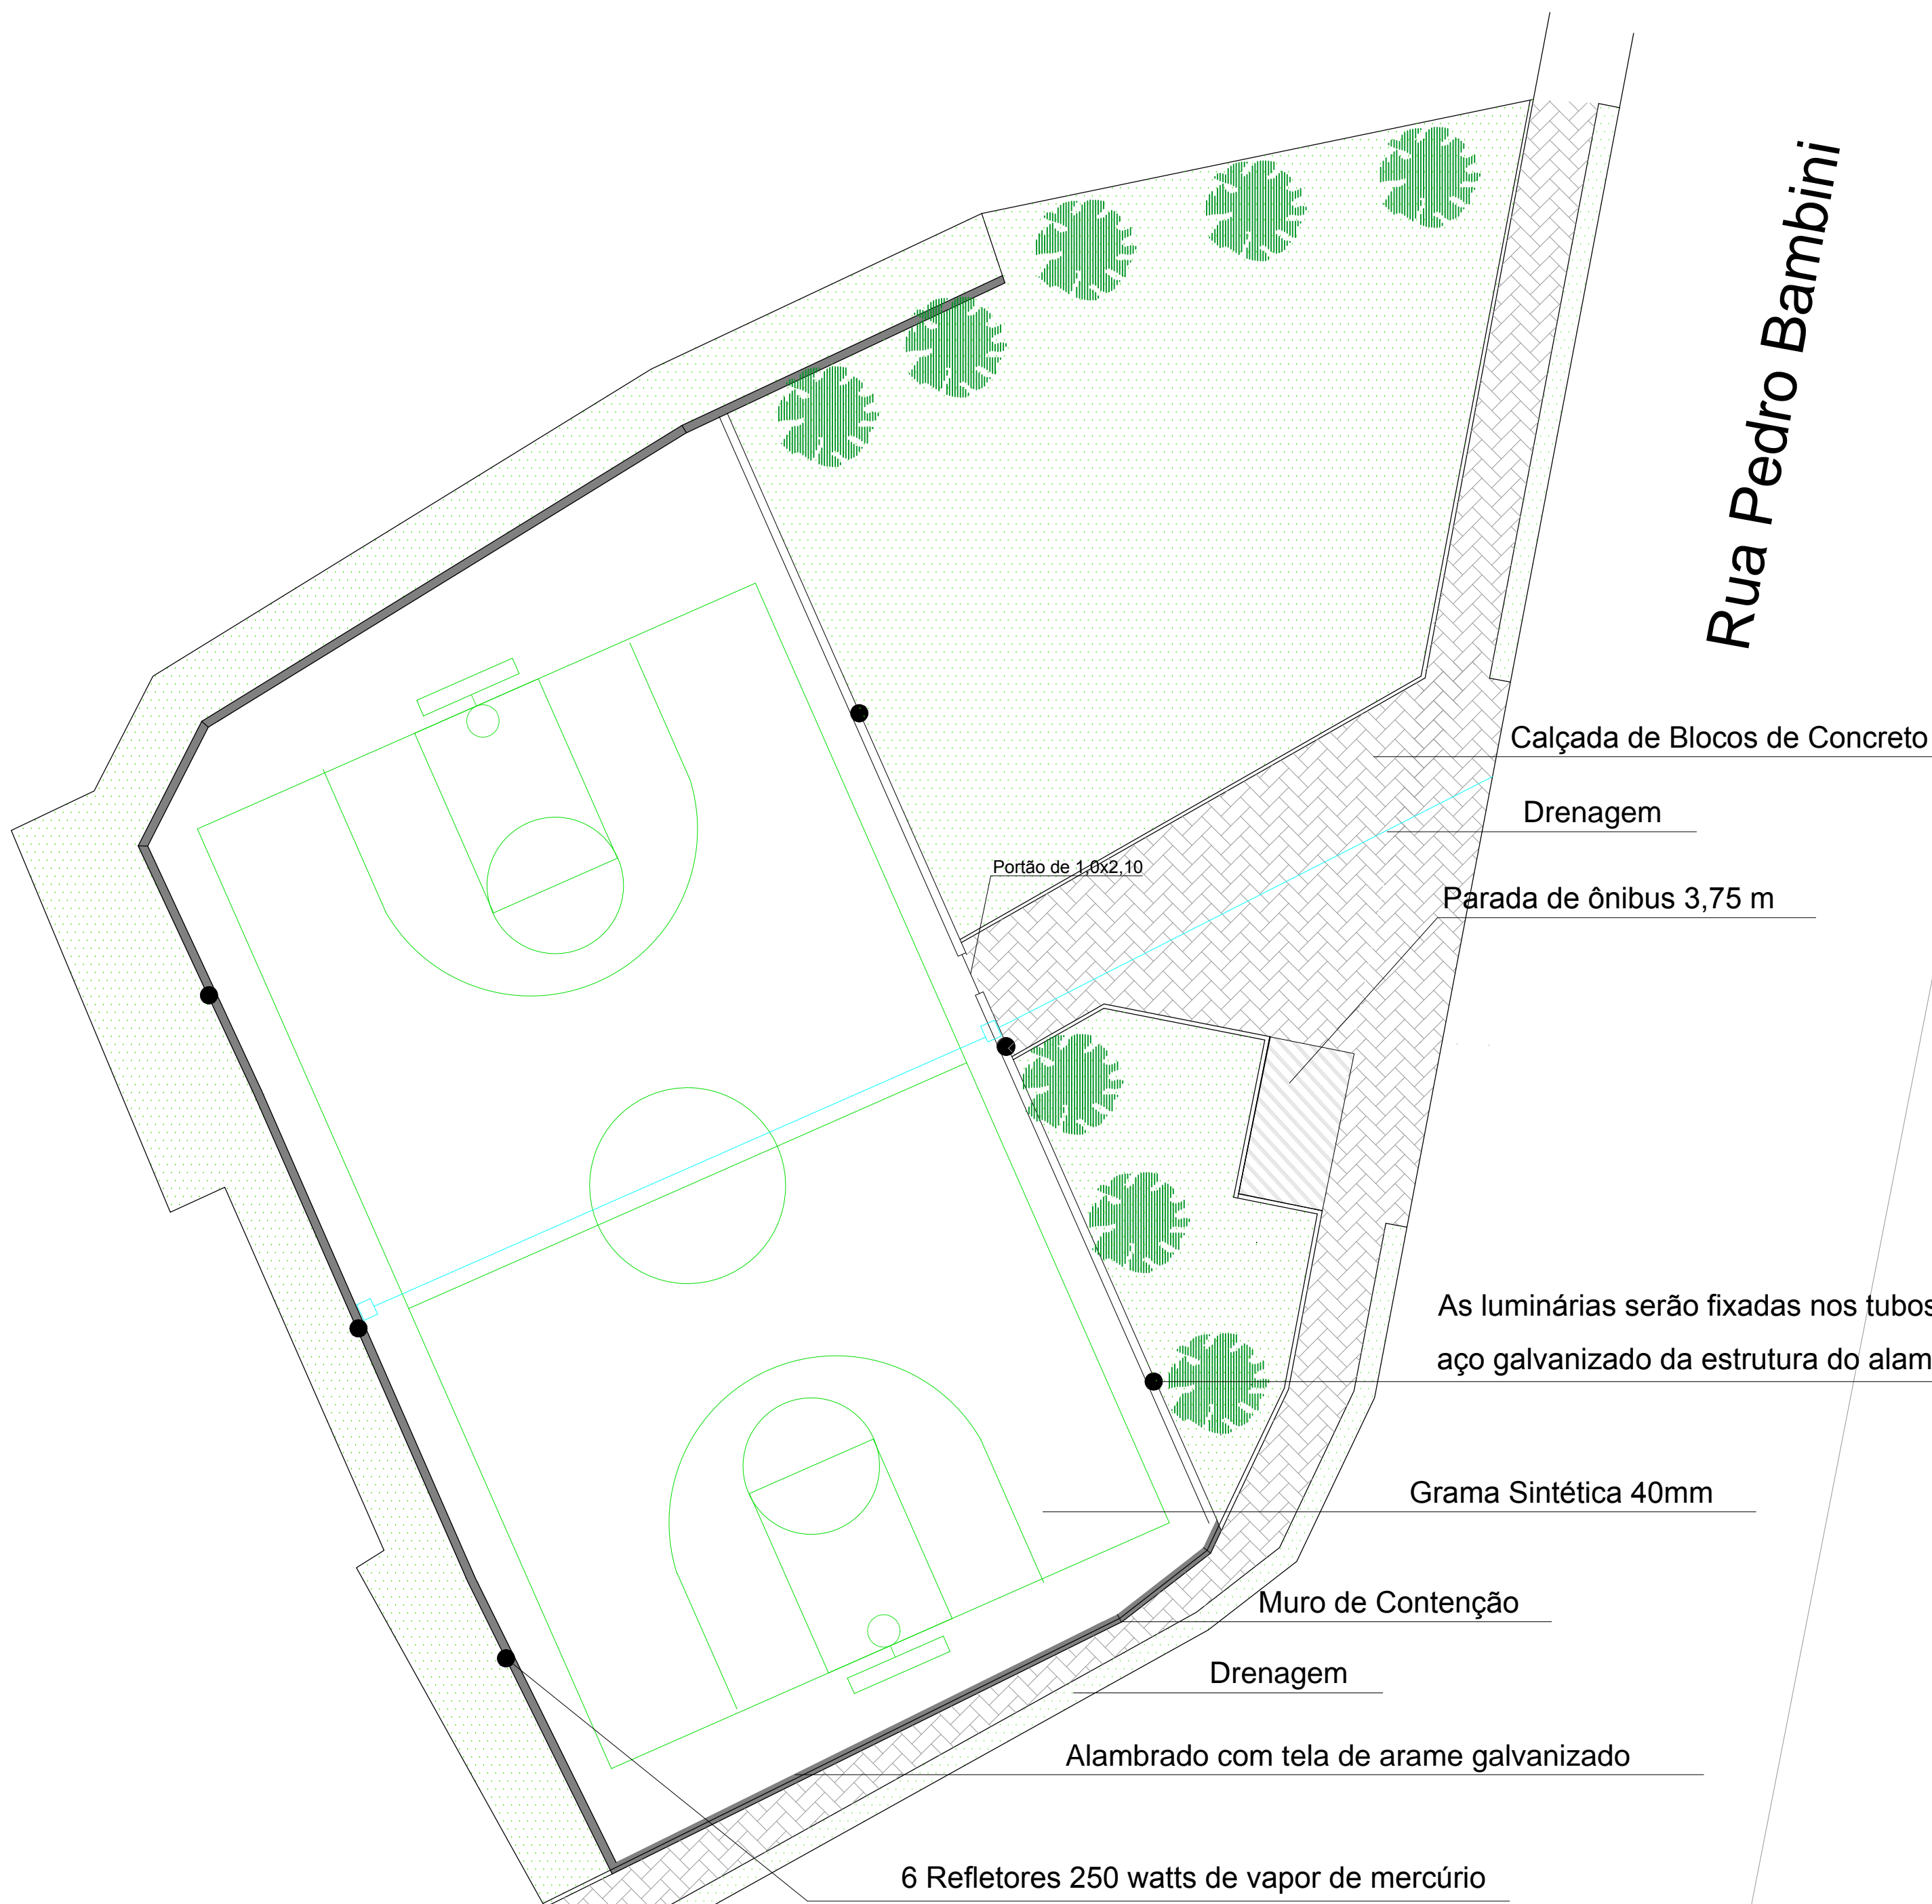 Rua Pedro Bambini
Calçada de Blocos de Concreto
Drenagem
Portão de 1,0x2,10
Parada de ônibus 3,75 m
As luminárias serão fixadas nos tubos
aço galvanizado da estrutura do alam
Grama Sintética 40mm
Muro de Contenção
Drenagem
Alambrado com tela de arame galvanizado
6 Refletores 250 watts de vapor de mercúrio